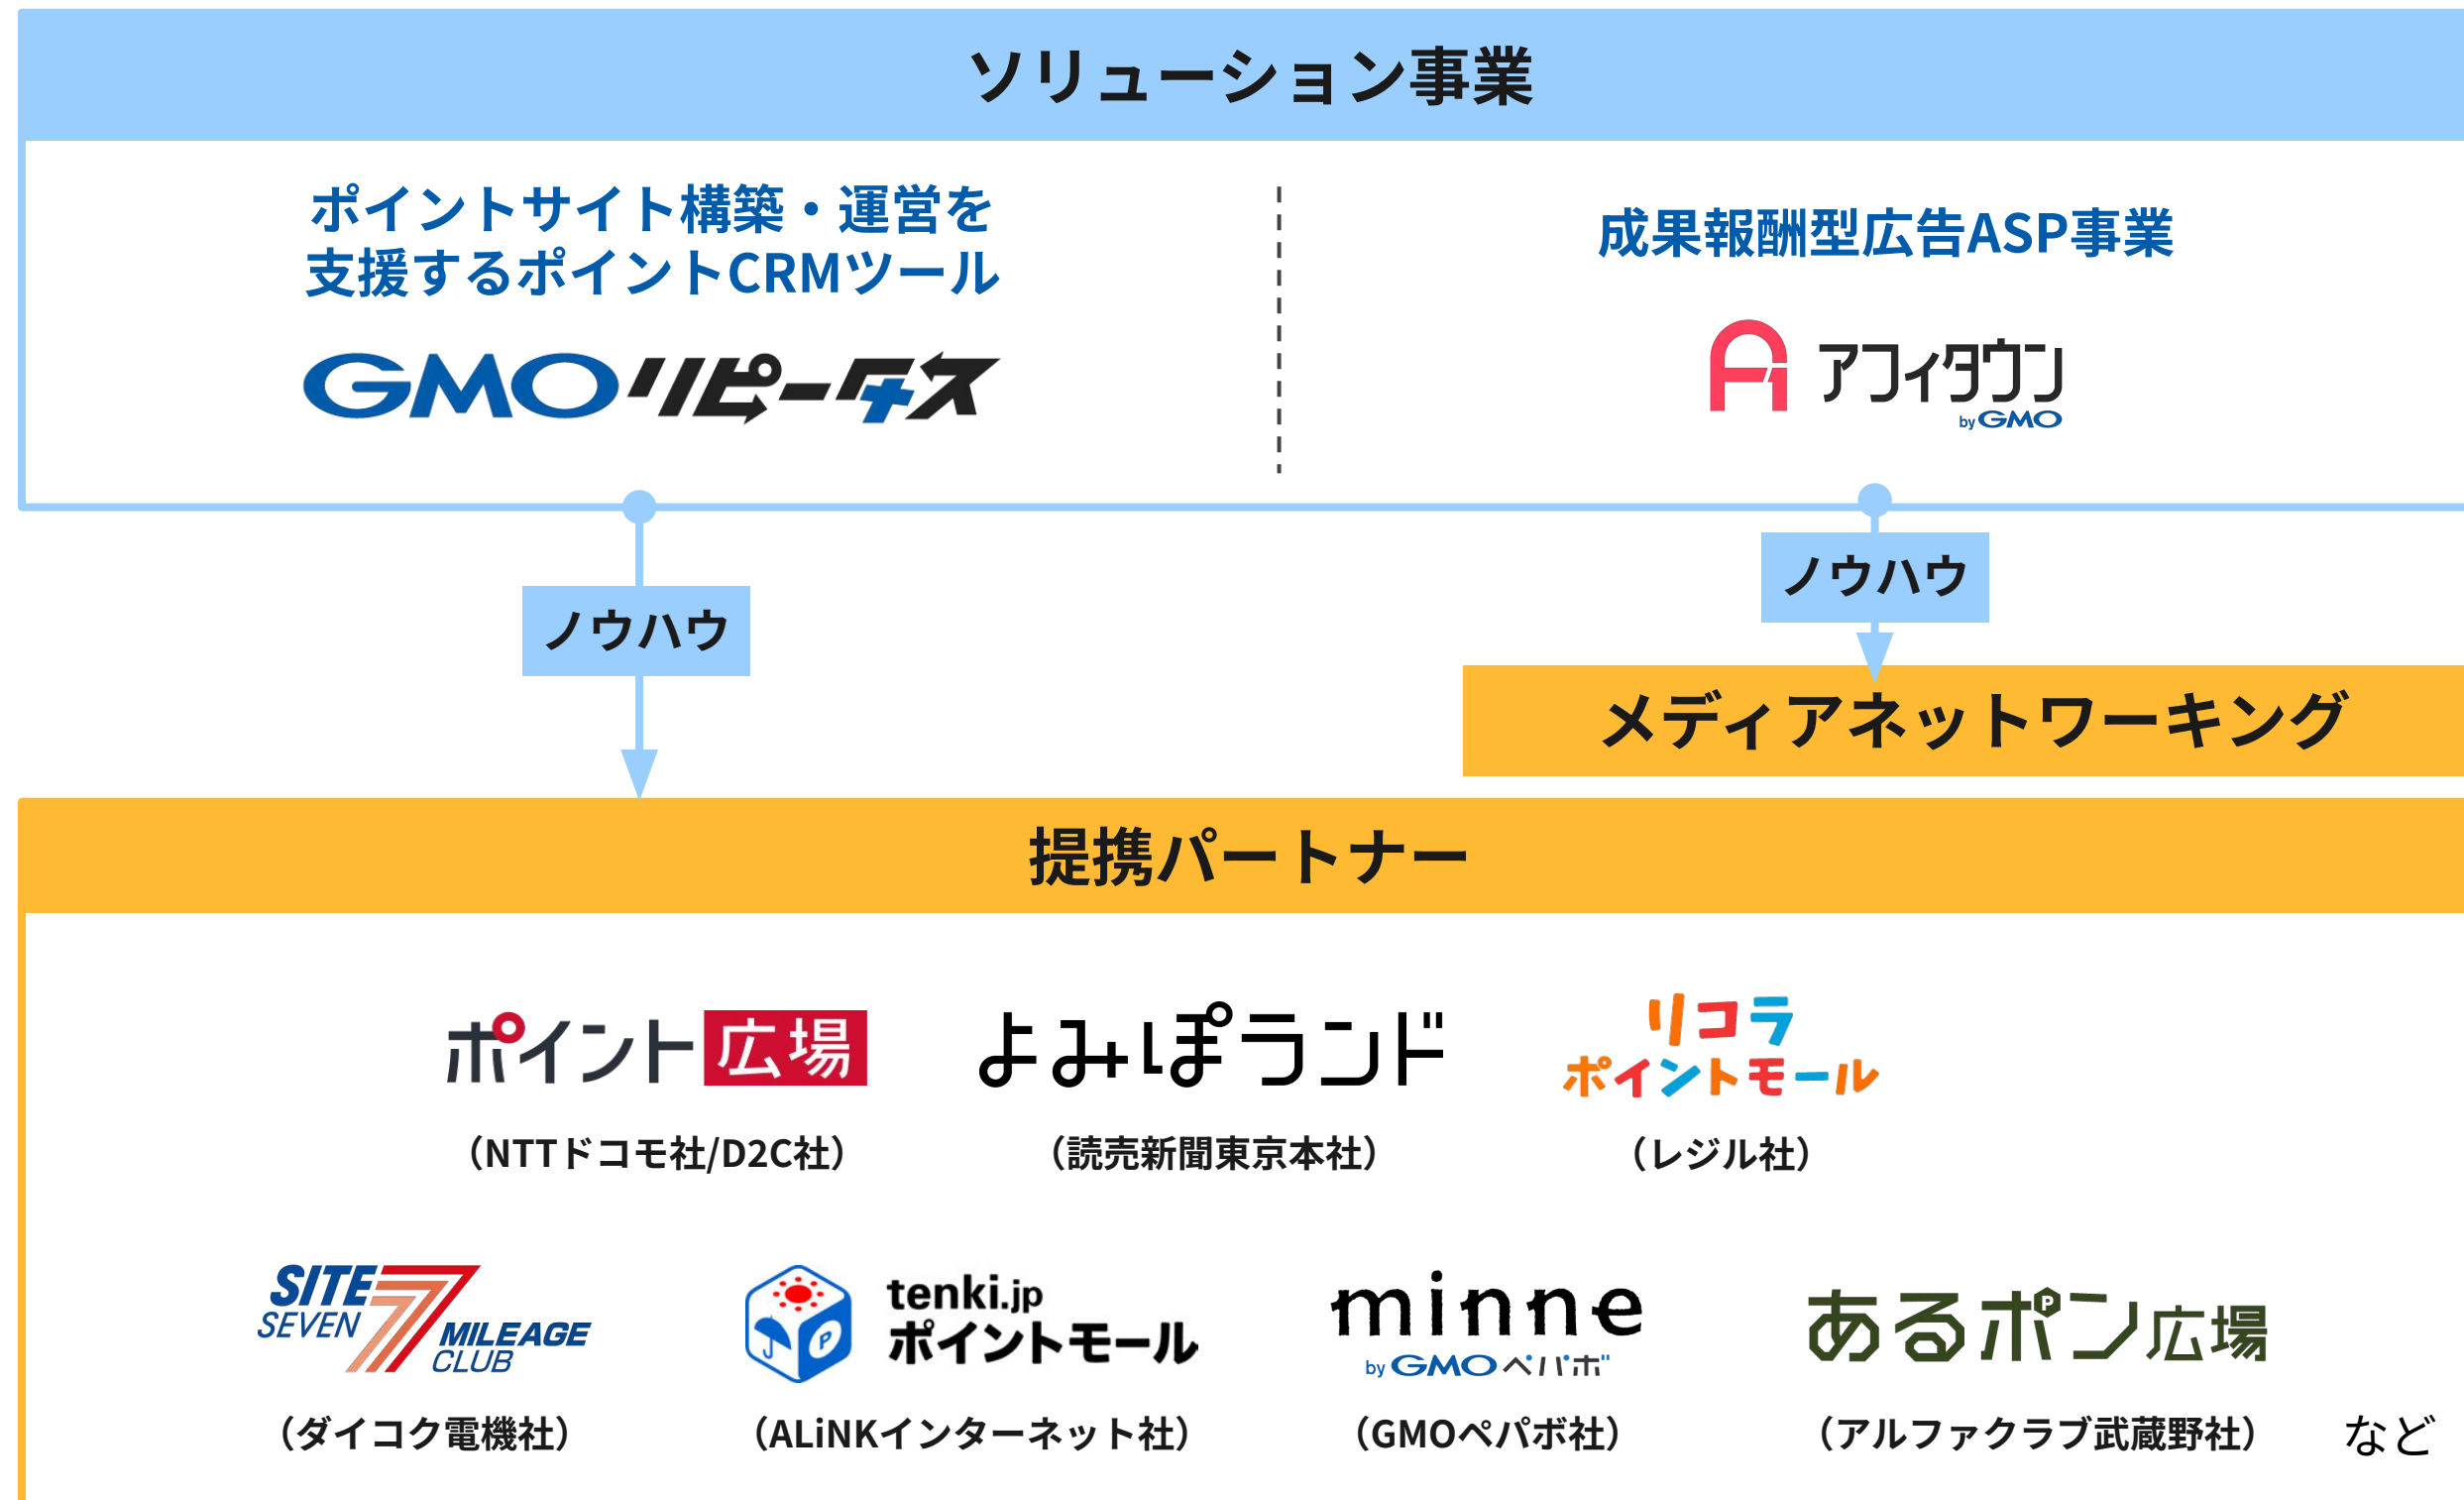 ソリューション事業
ポイントサイト構築・運営を
支援するポイントCRMツール
GMOリピータス
成果報酬型広告ASP事業
アフィタウン
by GMO
ノウハウ
ノウハウ
メディアネットワーキング
提携パートナー
ポイント広場
（NTTドコモ社/D2C社）
よみぽランド
（読売新聞東京本社）
リコラ
ポイントモール
（レジル社）
SITE
SEVEN
MILEAGE
CLUB
（ダイコク電機社）
tenki.jp
ポイントモール
（ALiNKインターネット社）
minne
by GMOペパボ
（GMOペパボ社）
あるポン広場
（アルファクラブ武蔵野社）
など